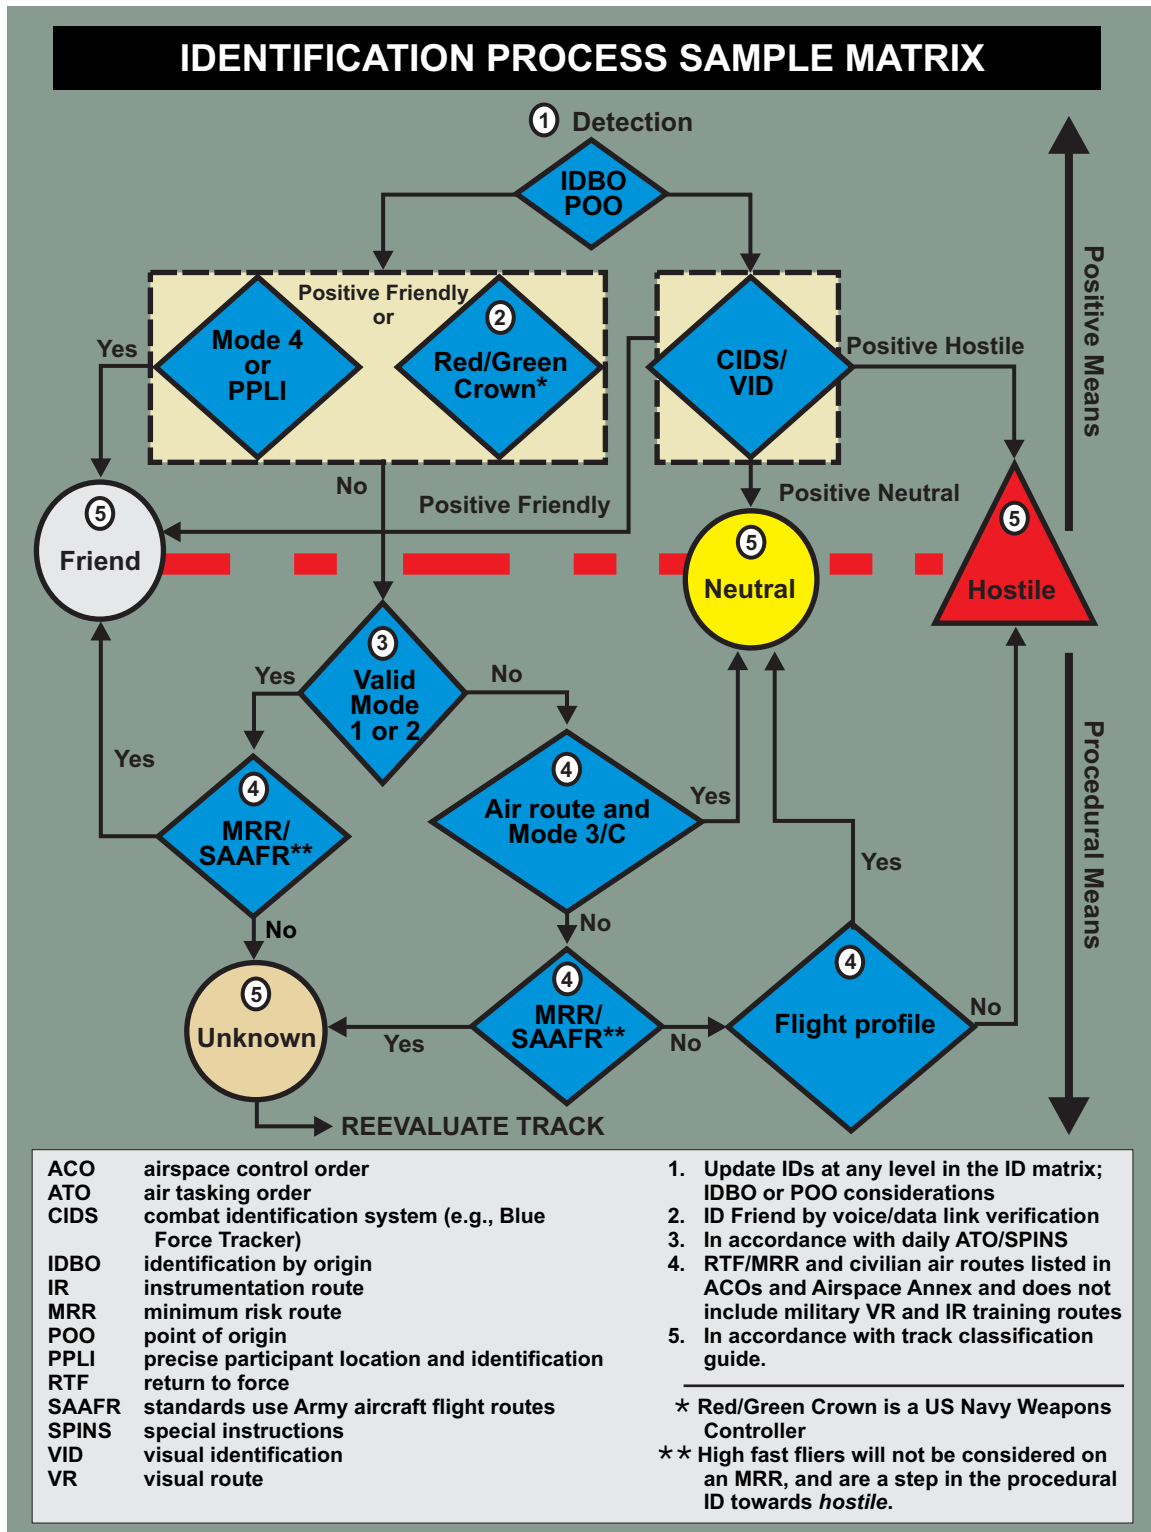 IDENTIFICATION PROCESS SAMPLE MATRIX
1 Detection
IDBO
POO
Positive Means
Positive Friendly
or
Mode 4
or
PPLI
2
Red/Green
Crown*
CIDS/
VID
Yes
Positive Hostile
No
Positive Friendly
Positive Neutral
5
Friend
5
Neutral
5
Hostile
3
Valid
Mode
1 or 2
Yes
No
Procedural Means
Yes
4
MRR/
SAAFR**
4
Air route and
Mode 3/C
Yes
Yes
No
No
5
Unknown
4
MRR/
SAAFR**
4
Flight profile
Yes
No
No
REEVALUATE TRACK
ACO airspace control order
ATO air tasking order
CIDS combat identification system (e.g., Blue
Force Tracker)
IDBO identification by origin
IR instrumentation route
MRR minimum risk route
POO point of origin
PPLI precise participant location and identification
RTF return to force
SAAFR standards use Army aircraft flight routes
SPINS special instructions
VID visual identification
VR visual route
1. Update IDs at any level in the ID matrix;
IDBO or POO considerations
2. ID Friend by voice/data link verification
3. In accordance with daily ATO/SPINS
4. RTF/MRR and civilian air routes listed in
ACOs and Airspace Annex and does not
include military VR and IR training routes
5. In accordance with track classification
guide.
* Red/Green Crown is a US Navy Weapons
Controller
** High fast fliers will not be considered on
an MRR, and are a step in the procedural
ID towards hostile.